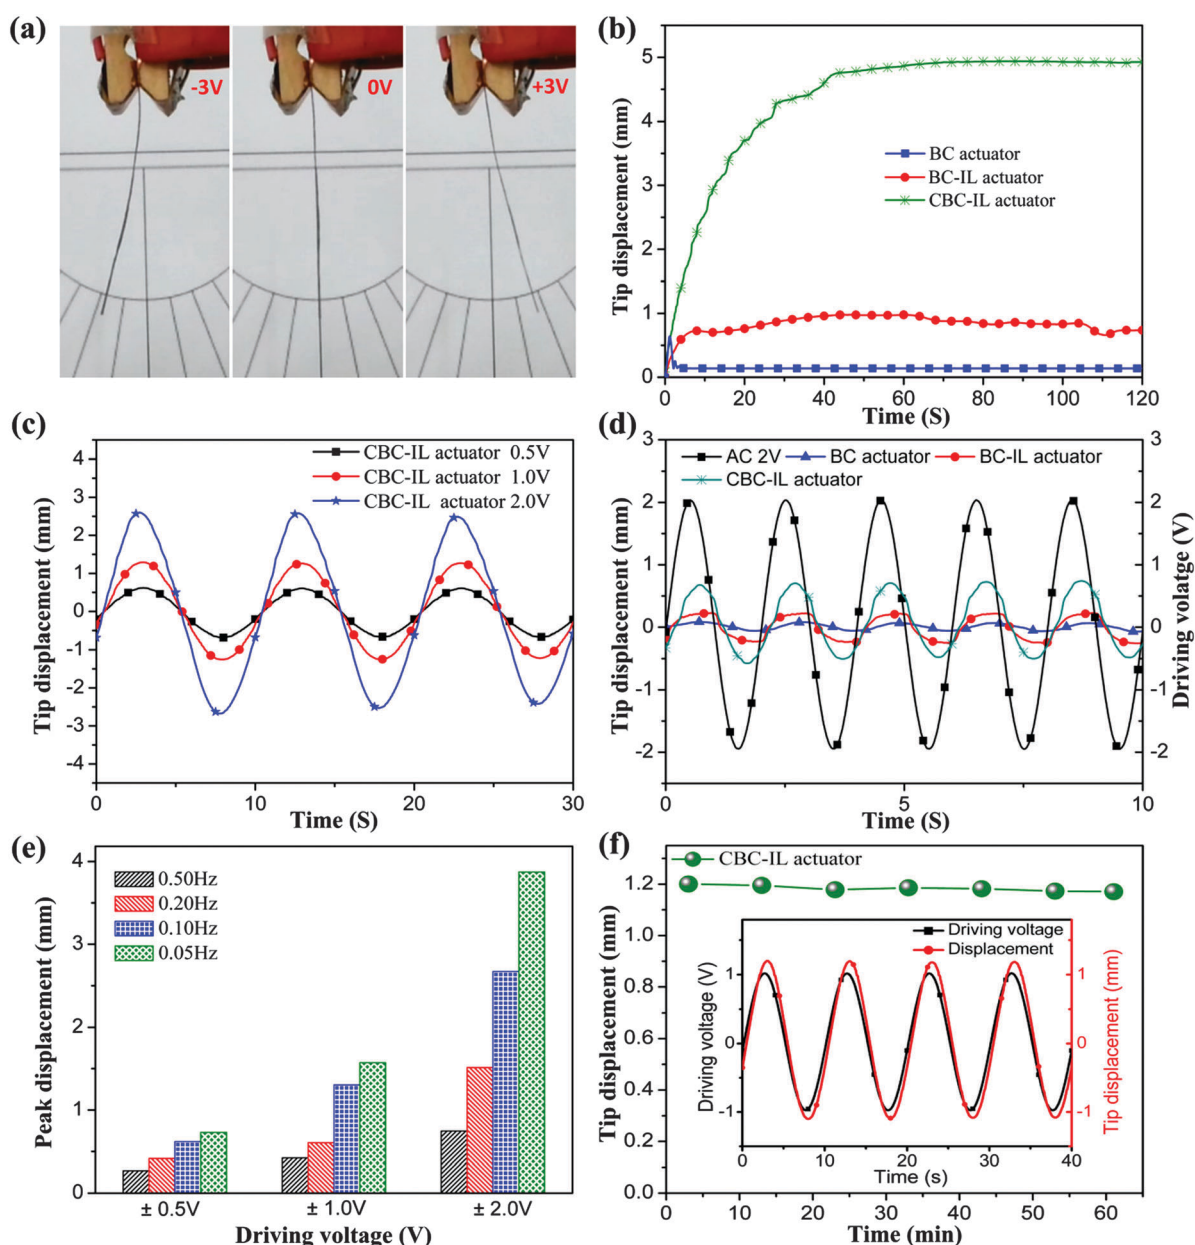 (a)
-3V
0V
+3V
(b)
Tip displacement (mm)
5
4
3
2
1
0
BC actuator
BC-IL actuator
CBC-IL actuator
0 20 40 60 80 100 120
Time (S)
(c)
Tip displacement (mm)
4
3
2
1
0
-1
-2
-3
-4
CBC-IL actuator 0.5V
CBC-IL actuator 1.0V
CBC-IL actuator 2.0V
0 10 20 30
Time (S)
(d)
Tip displacement (mm)
3
2
1
0
-1
-2
AC 2V BC actuator BC-IL actuator
CBC-IL actuator
3
2
1
0
-1
-2
Driving volatge (V)
0 5 10
Time (S)
(e)
Peak displacement (mm)
4
3
2
1
0
0.50Hz
0.20Hz
0.10Hz
0.05Hz
± 0.5V ± 1.0V ± 2.0V
Driving voltage (V)
(f)
Tip displacement (mm)
1.2
1.0
0.8
0.6
0.4
0.2
0.0
CBC-IL actuator
Driving voltage
Displacement
Driving voltage (V)
1
0
-1
1
0
-1
Tip displacement (mm)
0 10 20 30 40
Time (s)
0 10 20 30 40 50 60
Time (min)